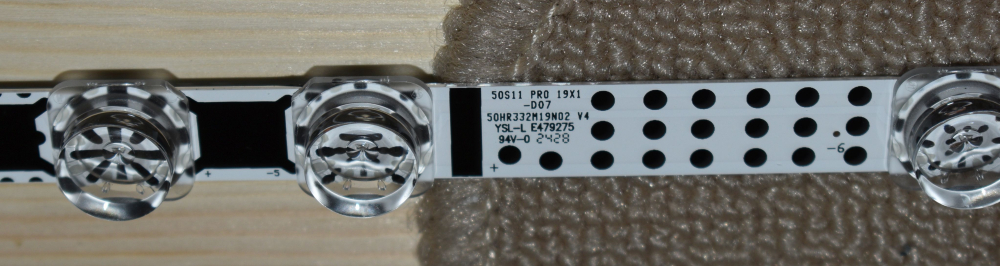 50S11 PRO 19X1
-D07
50HR332M19N02 V4
YSL-L E479275
94V-0 2428
+
-5
+
-6